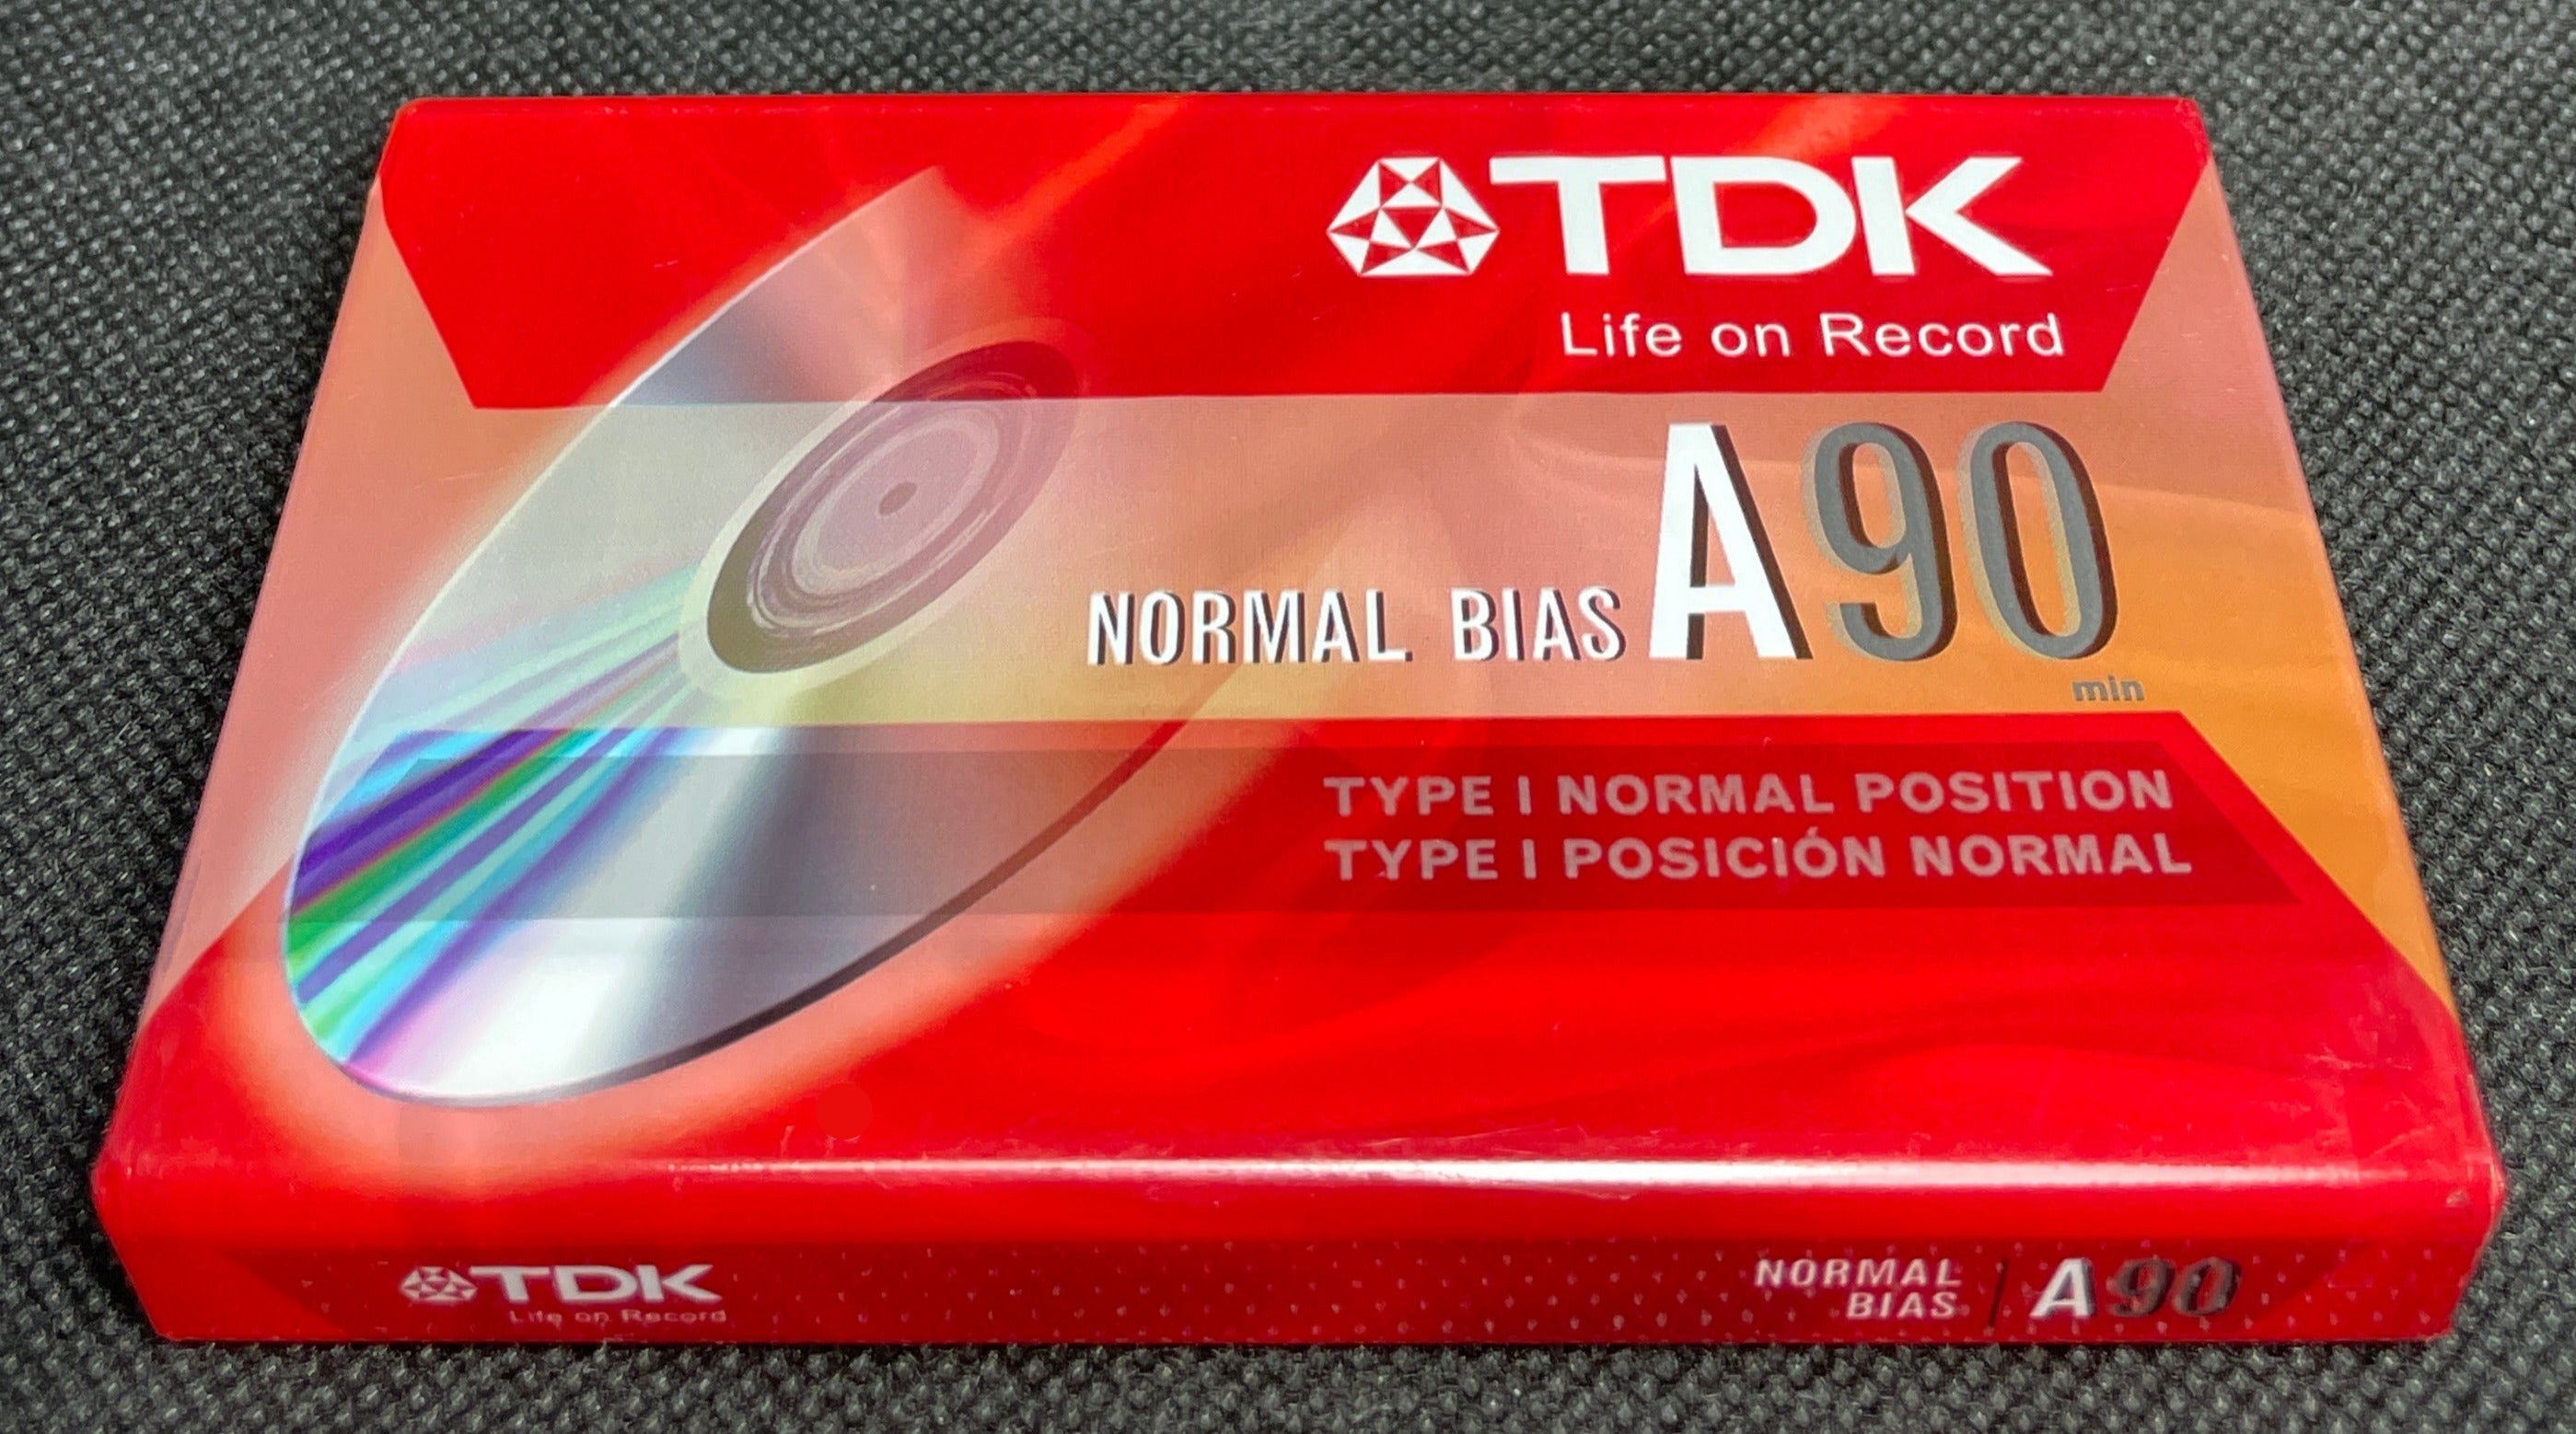 TDK
Life on Record
NORMAL BIAS A90
min
TYPE I NORMAL POSITION
TYPE I POSICIÓN NORMAL
TDK
Life on Record
NORMAL
BIAS
A90